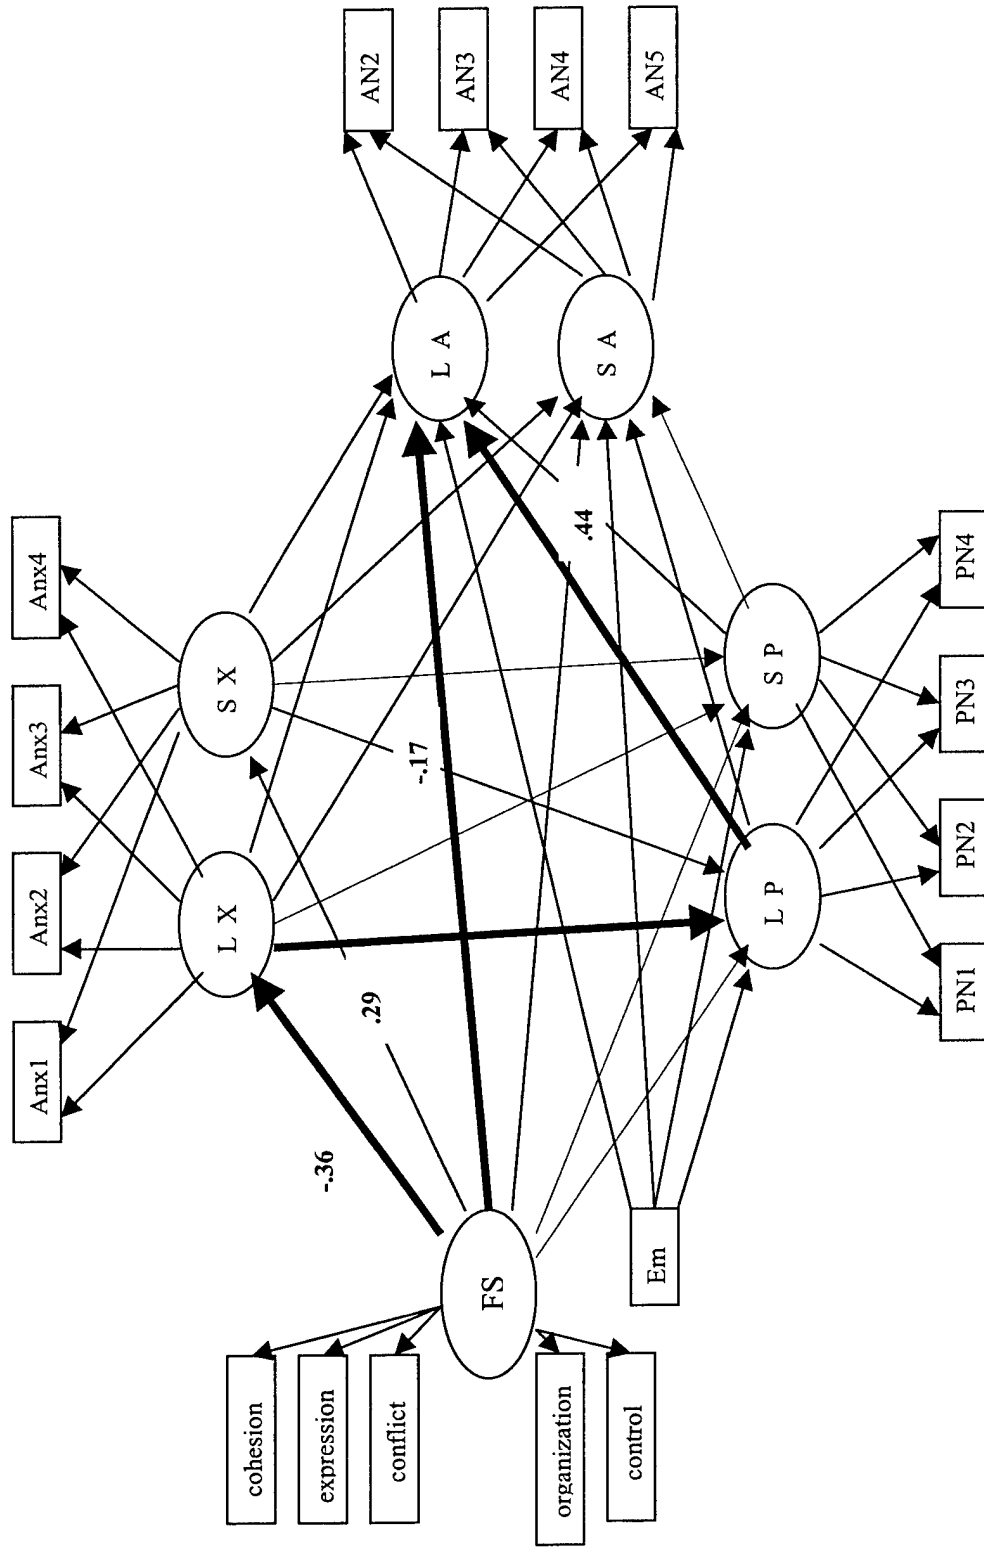 Anx1
Anx2
Anx3
Anx4
L X
S X
cohesion
expression
conflict
organization
control
FS
Em
-.36
.29
-.17
.44
L A
S A
AN2
AN3
AN4
AN5
L P
S P
PN1
PN2
PN3
PN4